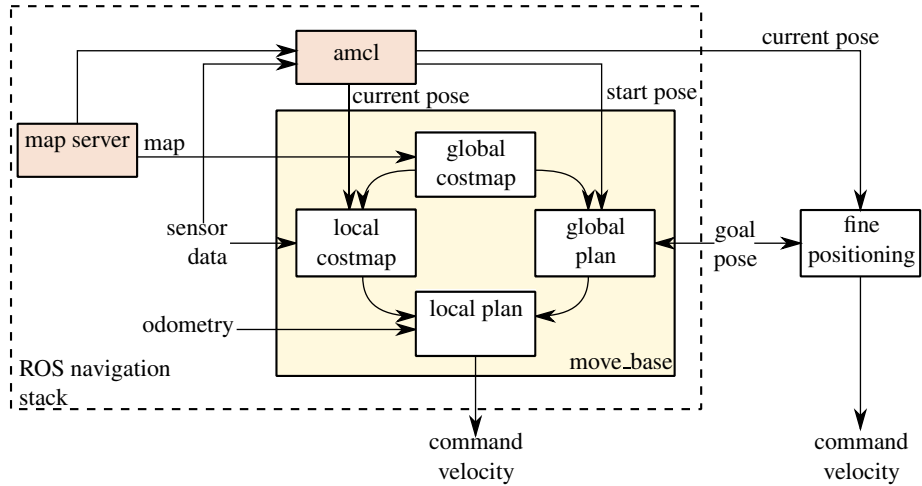 amcl
current pose
current pose
start pose
map server
map
global
costmap
sensor
data
local
costmap
global
plan
goal
pose
fine
positioning
odometry
local plan
move_base
ROS navigation
stack
command
velocity
command
velocity